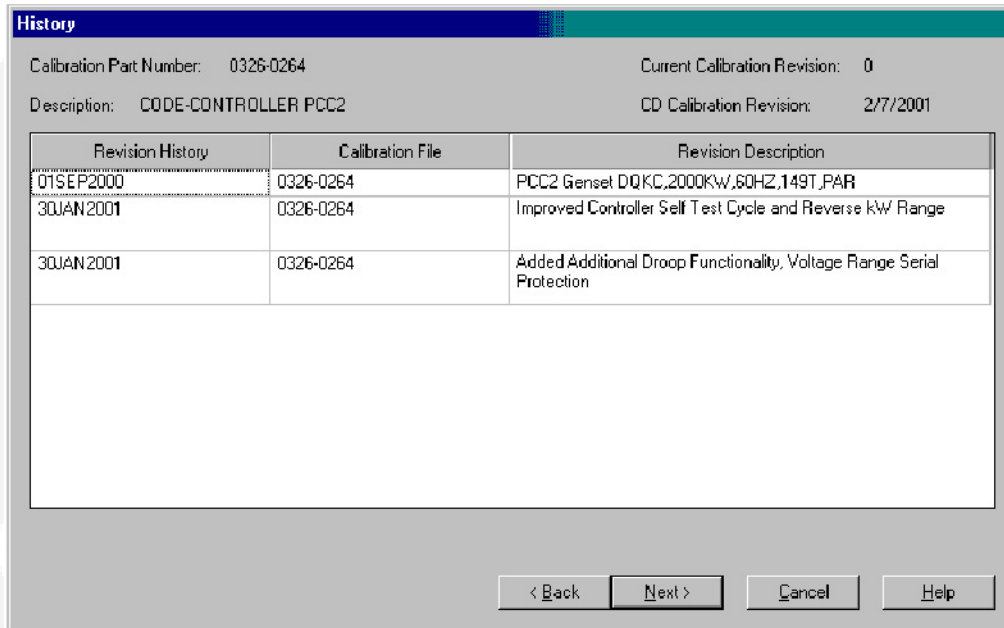 History
Calibration Part Number: 0326-0264 Current Calibration Revision: 0
Description: CODE-CONTROLLER PCC2 CD Calibration Revision: 2/7/2001
Revision History Calibration File Revision Description
01SEP2000 0326-0264 PCC2 Genset DQKC,2000KW,60HZ,149T,PAR
30JAN2001 0326-0264 Improved Controller Self Test Cycle and Reverse kW Range
30JAN2001 0326-0264 Added Additional Droop Functionality, Voltage Range Serial
Protection
< Back Next > Cancel Help